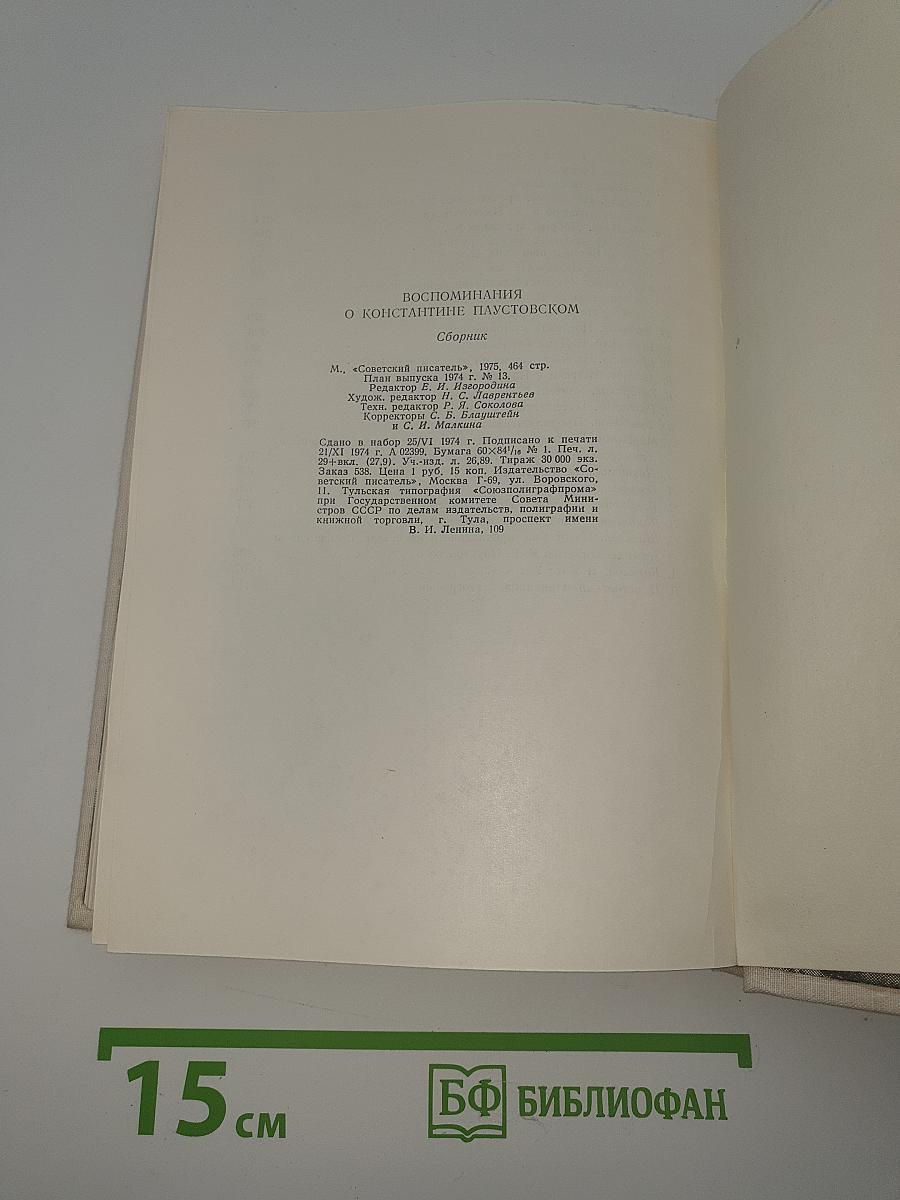 ВОСПОМИНАНИЯ
О КОНСТАНТИНЕ ПАУСТОВСКОМ
Сборник
М., «Советский писатель», 1975, 464 стр.
План выпуска 1974 г. № 13.
Редактор Е. И. Изгородина
Худож. редактор Н. С. Лаврентьев
Техн. редактор Р. Я. Соколова
Корректоры С. Б. Блауштейн
и С. И. Малкина
Сдано в набор 25/VI 1974 г. Подписано к печати
21/XI 1974 г. А 02399. Бумага 60×84¹/₁₆ № 1. Печ. л.
29+вкл. (27,9). Уч.-изд. л. 26,89. Тираж 30 000 экз.
Заказ 538. Цена 1 руб. 15 коп. Издательство «Со-
ветский писатель», Москва Г-69, ул. Воровского,
11. Тульская типография «Союзполиграфпрома»
при Государственном комитете Совета Мини-
стров СССР по делам издательств, полиграфии и
книжной торговли, г. Тула, проспект имени
В. И. Ленина, 109
15 см
БФ БИБЛИОФАН